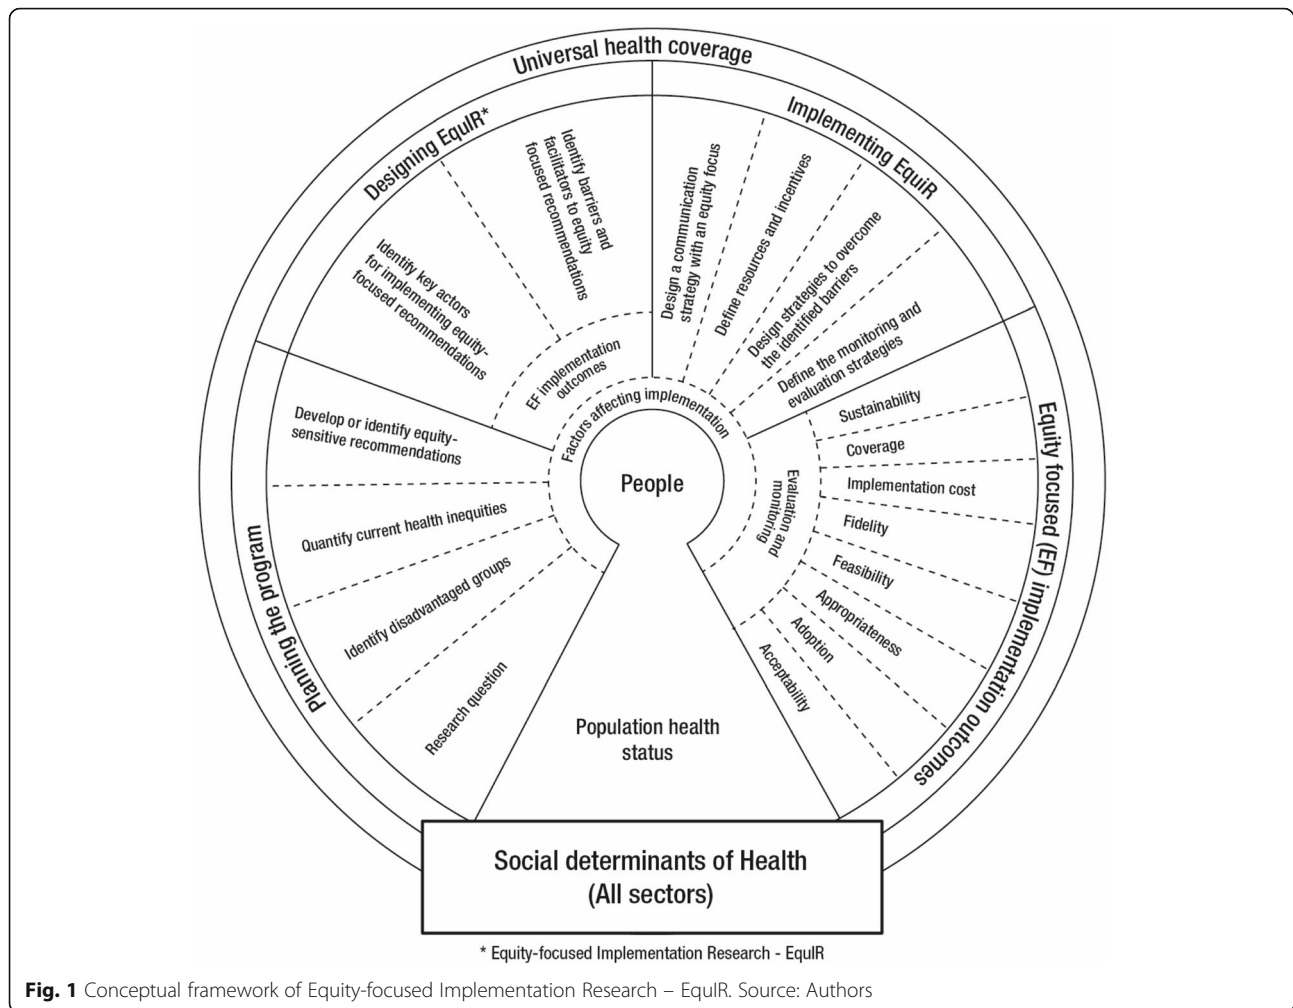 Universal health coverage
Designing EquIR*
Implementing EquiR
Identify barriers and
facilitators to equity
focused recommendations
Identify key actors
for implementing equity-
focused recommendations
EF implementation
outcomes
Design a communication
strategy with an equity focus
Define resources and incentives
Design strategies to overcome
the identified barriers
Define the monitoring and
evaluation strategies
Factors affecting implementation
People
Planning the program
Develop or identify equity-
sensitive recommendations
Quantify current health inequities
Identify disadvantaged groups
Research question
Equity focused (EF) implementation outcomes
Evaluation and
monitoring
Sustainability
Coverage
Implementation cost
Fidelity
Feasibility
Appropriateness
Adoption
Acceptability
Population health
status
Social determinants of Health
(All sectors)
* Equity-focused Implementation Research - EquIR
Fig. 1 Conceptual framework of Equity-focused Implementation Research – EquIR. Source: Authors